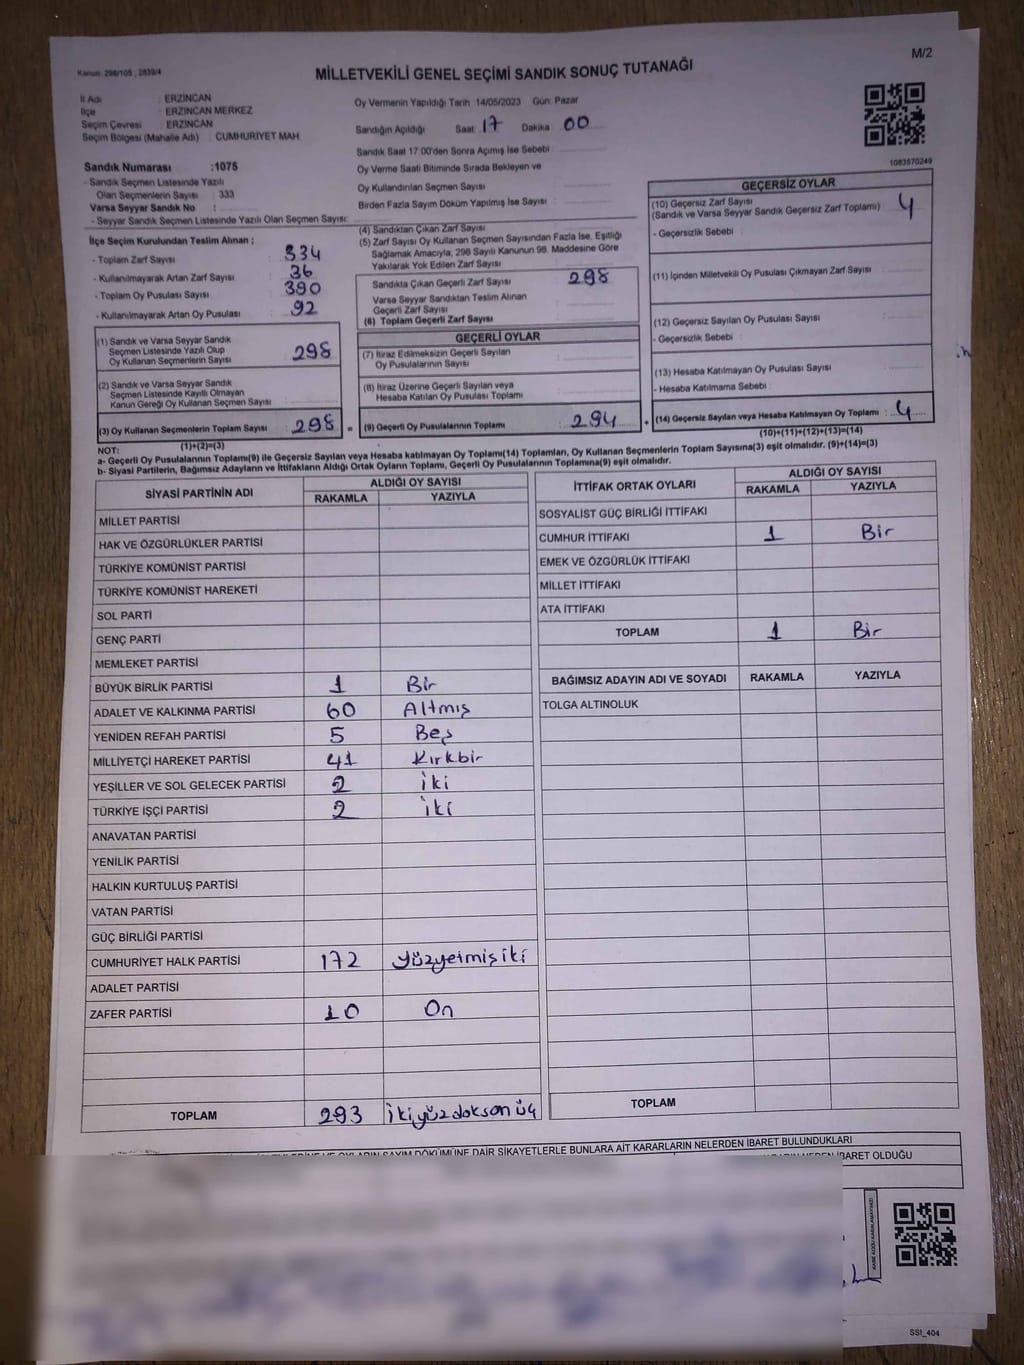 M/2
Kanun: 298/105 , 2839/4
MİLLETVEKİLİ GENEL SEÇİMİ SANDIK SONUÇ TUTANAĞI
İl Adı : ERZİNCAN
İlçe : ERZİNCAN MERKEZ
Seçim Çevresi : ERZİNCAN
Seçim Bölgesi (Mahalle Adı) : CUMHURİYET MAH.
Oy Vermenin Yapıldığı Tarih 14/05/2023 Gün: Pazar
Sandığın Açıldığı Saat 17 Dakika 00
Sandık Saat 17:00'den Sonra Açılmış İse Sebebi
1083570249
Sandık Numarası :1075
- Sandık Seçmen Listesinde Yazılı
Olan Seçmenlerin Sayısı : 333
Varsa Seyyar Sandık No :
- Seyyar Sandık Seçmen Listesinde Yazılı Olan Seçmen Sayısı:
Oy Verme Saati Bitiminde Sırada Bekleyen ve
Oy Kullandırılan Seçmen Sayısı
Birden Fazla Sayım Döküm Yapılmış İse Sayısı
İlçe Seçim Kurulundan Teslim Alınan ;
- Toplam Zarf Sayısı : 334
- Kullanılmayarak Artan Zarf Sayısı : 36
- Toplam Oy Pusulası Sayısı : 390
- Kullanılmayarak Artan Oy Pusulası : 92
(1) Sandık ve Varsa Seyyar Sandık
Seçmen Listesinde Yazılı Olup
Oy Kullanan Seçmenlerin Sayısı : 298
(2) Sandık ve Varsa Seyyar Sandık
Seçmen Listesinde Kayıtlı Olmayan
Kanun Gereği Oy Kullanan Seçmen Sayısı :
(3) Oy Kullanan Seçmenlerin Toplam Sayısı : 298 =
(1)+(2)=(3)
(4) Sandıktan Çıkan Zarf Sayısı
(5) Zarf Sayısı Oy Kullanan Seçmen Sayısından Fazla İse, Eşitliği
Sağlamak Amacıyla, 298 Sayılı Kanunun 98. Maddesine Göre
Yakılarak Yok Edilen Zarf Sayısı
Sandıkta Çıkan Geçerli Zarf Sayısı 298
Varsa Seyyar Sandıktan Teslim Alınan
Geçerli Zarf Sayısı
(6) Toplam Geçerli Zarf Sayısı
GEÇERLİ OYLAR
(7) İtiraz Edilmeksizin Geçerli Sayılan
Oy Pusulalarının Sayısı
(8) İtiraz Üzerine Geçerli Sayılan veya
Hesaba Katılan Oy Pusulası Toplamı
(9) Geçerli Oy Pusulalarının Toplamı : 294 +
GEÇERSİZ OYLAR
(10) Geçersiz Zarf Sayısı
(Sandık ve Varsa Seyyar Sandık Geçersiz Zarf Toplamı) : 4
- Geçersizlik Sebebi :
(11) İçinden Milletvekili Oy Pusulası Çıkmayan Zarf Sayısı :
(12) Geçersiz Sayılan Oy Pusulası Sayısı
- Geçersizlik Sebebi :
(13) Hesaba Katılmayan Oy Pusulası Sayısı
- Hesaba Katılmama Sebebi
(14) Geçersiz Sayılan veya Hesaba Katılmayan Oy Toplamı : 4
(10)+(11)+(12)+(13)=(14)
NOT:
a- Geçerli Oy Pusulalarının Toplamı(9) ile Geçersiz Sayılan veya Hesaba katılmayan Oy Toplamı(14) Toplamları, Oy Kullanan Seçmenlerin Toplam Sayısına(3) eşit olmalıdır. (9)+(14)=(3)
b- Siyasi Partilerin, Bağımsız Adayların ve İttifakların Aldığı Ortak Oyların Toplamı, Geçerli Oy Pusulalarının Toplamına(9) eşit olmalıdır.
SİYASİ PARTİNİN ADI ALDIĞI OY SAYISI
RAKAMLA YAZIYLA
MİLLET PARTİSİ
HAK VE ÖZGÜRLÜKLER PARTİSİ
TÜRKİYE KOMÜNİST PARTİSİ
TÜRKİYE KOMÜNİST HAREKETİ
SOL PARTİ
GENÇ PARTİ
MEMLEKET PARTİSİ
BÜYÜK BİRLİK PARTİSİ 1 Bir
ADALET VE KALKINMA PARTİSİ 60 Altmış
YENİDEN REFAH PARTİSİ 5 Beş
MİLLİYETÇİ HAREKET PARTİSİ 41 Kırkbir
YEŞİLLER VE SOL GELECEK PARTİSİ 2 İki
TÜRKİYE İŞÇİ PARTİSİ 2 İki
ANAVATAN PARTİSİ
YENİLİK PARTİSİ
HALKIN KURTULUŞ PARTİSİ
VATAN PARTİSİ
GÜÇ BİRLİĞİ PARTİSİ
CUMHURİYET HALK PARTİSİ 172 Yüzyetmişiki
ADALET PARTİSİ
ZAFER PARTİSİ 10 On
TOPLAM 293 İkiyüzdoksanüç
İTTİFAK ORTAK OYLARI ALDIĞI OY SAYISI
RAKAMLA YAZIYLA
SOSYALİST GÜÇ BİRLİĞİ İTTİFAKI
CUMHUR İTTİFAKI 1 Bir
EMEK VE ÖZGÜRLÜK İTTİFAKI
MİLLET İTTİFAKI
ATA İTTİFAKI
TOPLAM 1 Bir
BAĞIMSIZ ADAYIN ADI VE SOYADI RAKAMLA YAZIYLA
TOLGA ALTINOLUK
TOPLAM
SAYIM DÖKÜMÜNE DAİR ŞİKAYETLERLE BUNLARA AİT KARARLARIN NELERDEN İBARET BULUNDUKLARI
İBARET OLDUĞU
SSI_404